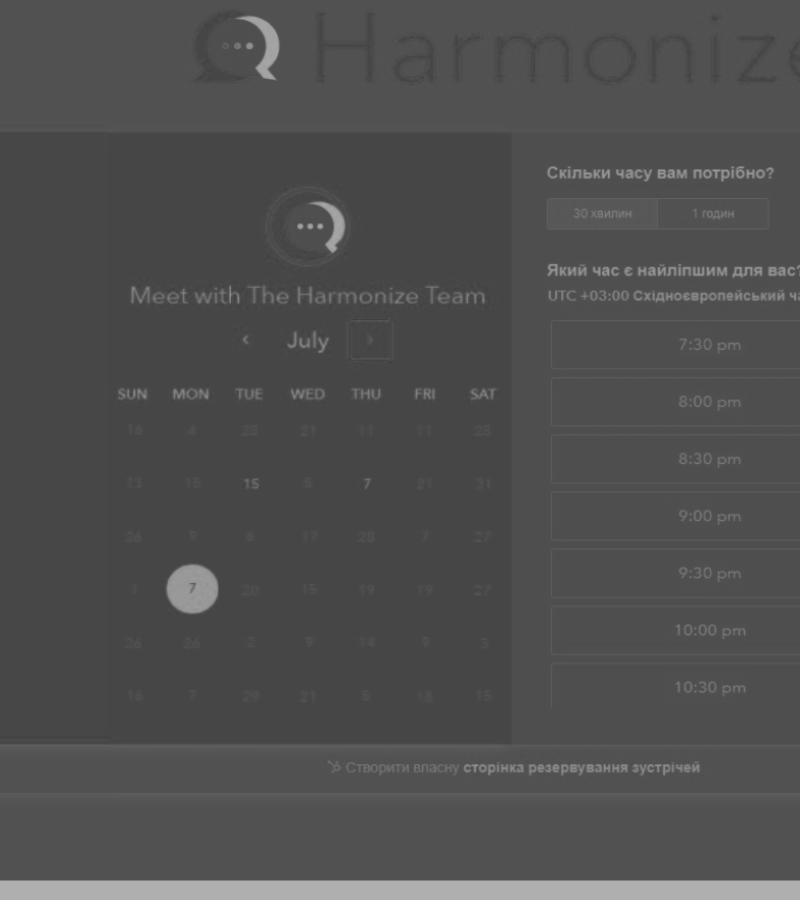 Harmonize
Meet with The Harmonize Team
July
SUN MON TUE WED THU FRI SAT
16 4 23 21 11 11 28
13 15 15 5 7 21 31
26 9 6 17 28 7 27
1 7 20 15 19 19 27
26 26 2 9 14 9 3
16 7 29 21 5 18 15
Скільки часу вам потрібно?
30 хвилин 1 годин
Який час є найліпшим для вас?
UTC +03:00 Східноєвропейський
7:30 pm
8:00 pm
8:30 pm
9:00 pm
9:30 pm
10:00 pm
10:30 pm
Створити власну сторінка резервування зустрічей